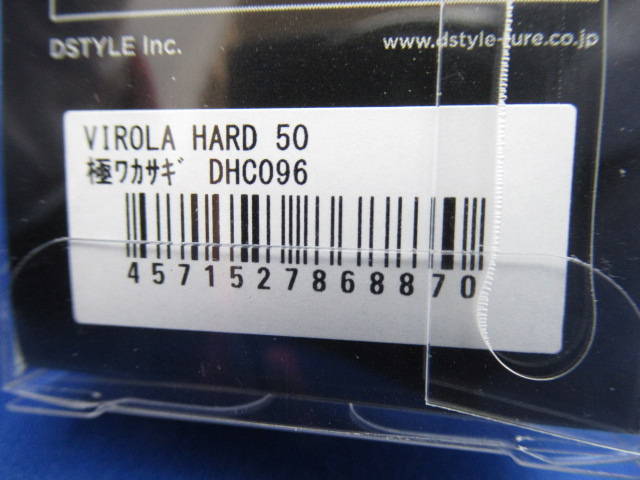 DSTYLE Inc.
www.dstyle-lure.co.jp
VIROLA HARD 50
極ワカサギ DHC096
4571527868870